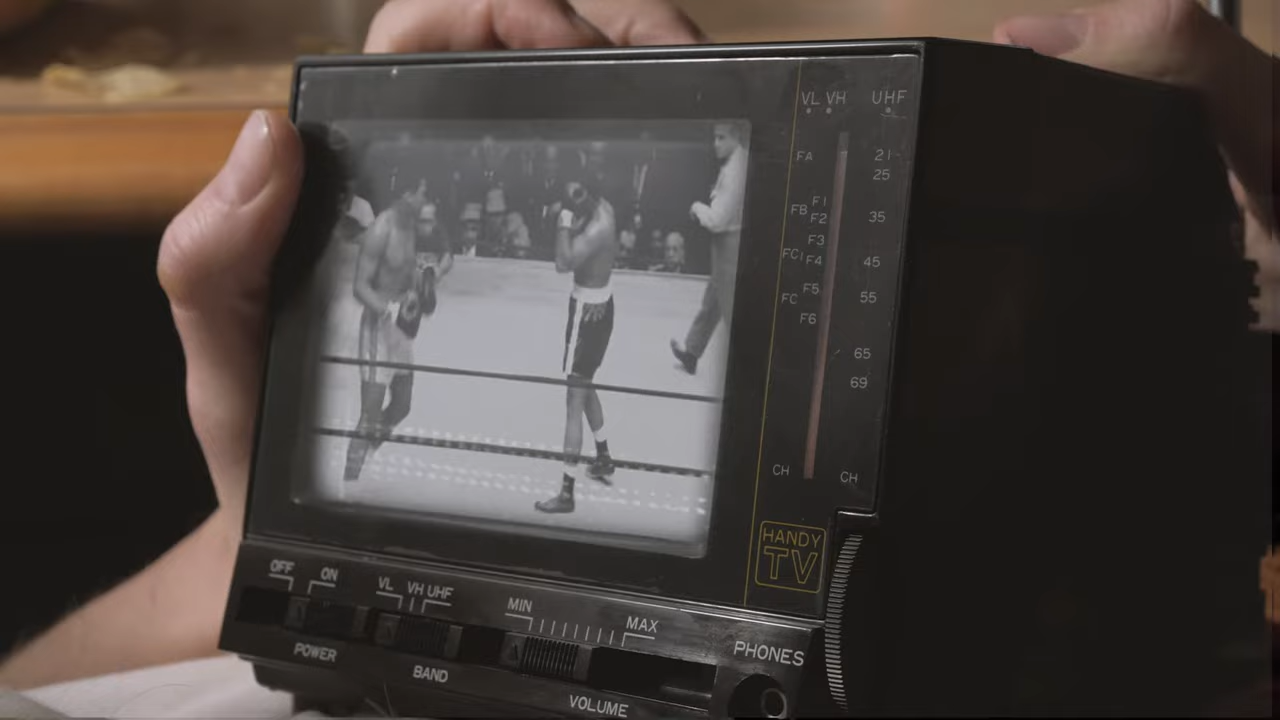 VL VH UHF
FA 21
25
F1
FB F2 35
F3
FC1 F4 45
F5
FC 55
F6
65
69
CH CH
HANDY
TV
OFF ON
VL VH UHF
MIN MAX
POWER
BAND
VOLUME
PHONES